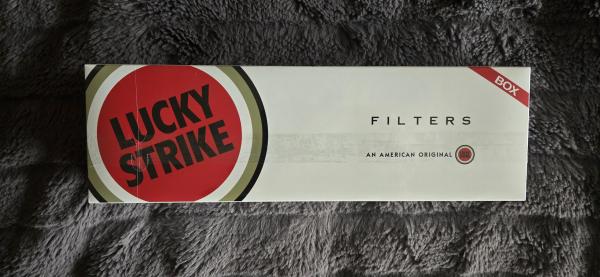 LUCKY
STRIKE
BOX
FILTERS
AN AMERICAN ORIGINAL